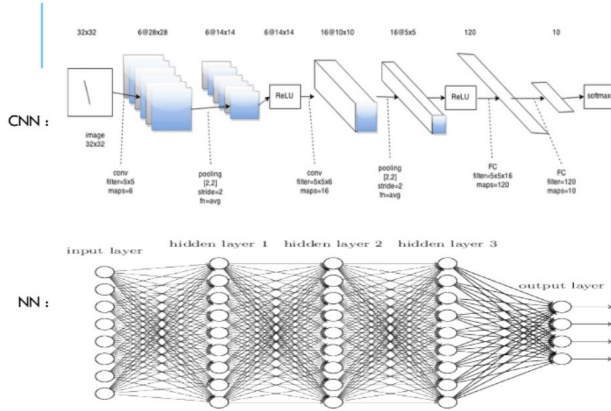 32x32 6@28x28 6@14x14 6@14x14 16@10x10 16@5x5 120 10
ReLU ReLU softmax
CNN :
image
32x32
conv
filter=5x5
maps=6
pooling
[2,2]
stride=2
fn=avg
conv
filter=5x5x6
maps=16
pooling
[2,2]
stride=2
fn=avg
FC
filter=5x5x16
maps=120
FC
filter=120
maps=10
input layer
hidden layer 1 hidden layer 2 hidden layer 3
output layer
NN :